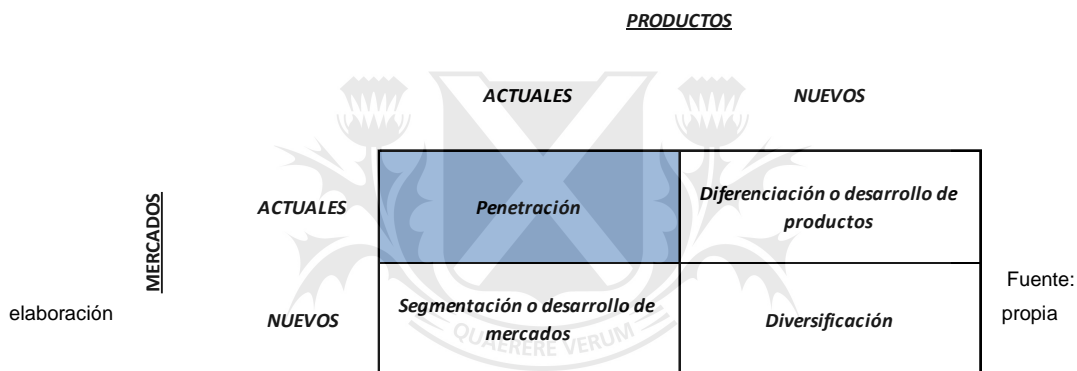 PRODUCTOS
ACTUALES
NUEVOS
MERCADOS
ACTUALES
Penetración
Diferenciación o desarrollo de
productos
NUEVOS
Segmentación o desarrollo de
mercados
Diversificación
Fuente:
elaboración
propia
QUAERERE VERUM